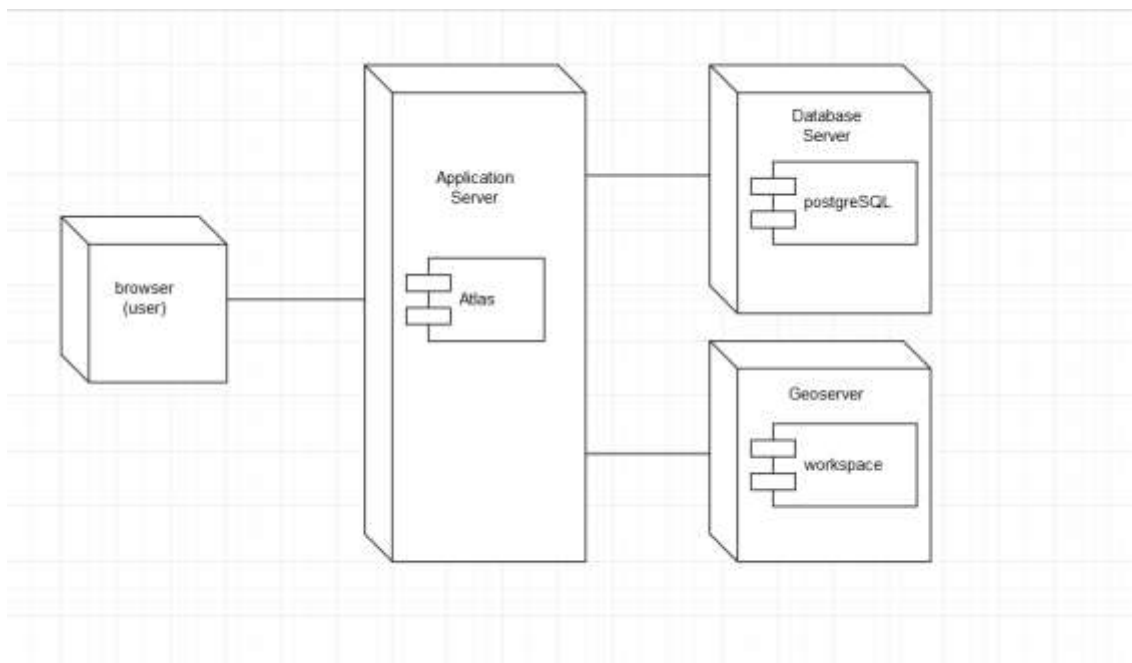 browser
(user)
Application
Server
Atlas
Database
Server
postgreSQL
Geoserver
workspace